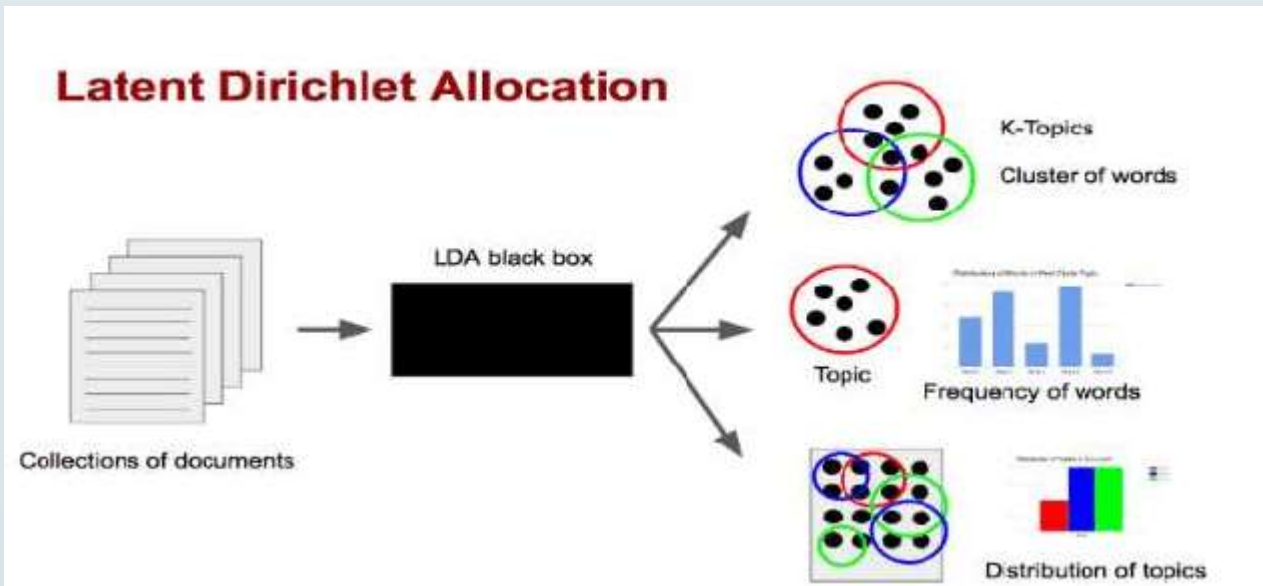 Latent Dirichlet Allocation
K-Topics
Cluster of words
LDA black box
Topic
Frequency of words
Collections of documents
Distribution of topics